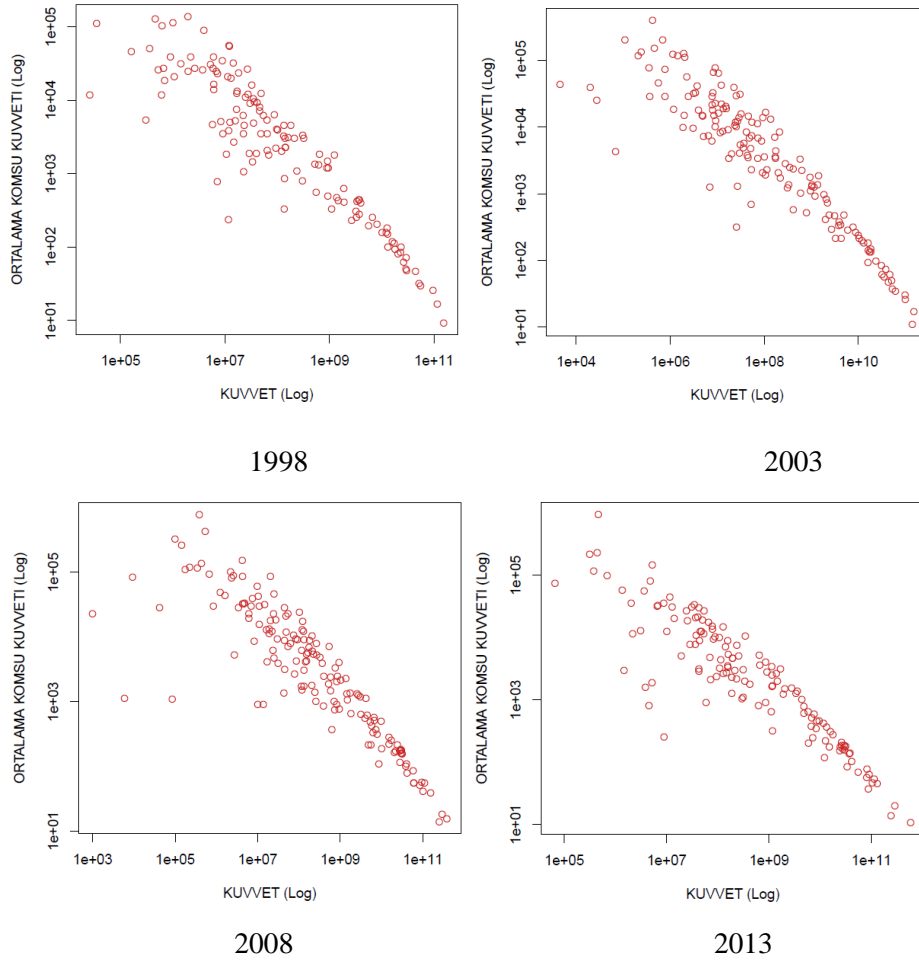 ORTALAMA KOMSU KUVVETI (Log)
1e+05
1e+04
1e+03
1e+02
1e+01
1e+05 1e+07 1e+09 1e+11
KUVVET (Log)
1998
ORTALAMA KOMSU KUVVETI (Log)
1e+05
1e+04
1e+03
1e+02
1e+01
1e+04 1e+06 1e+08 1e+10
KUVVET (Log)
2003
ORTALAMA KOMSU KUVVETI (Log)
1e+05
1e+03
1e+01
1e+03 1e+05 1e+07 1e+09 1e+11
KUVVET (Log)
2008
ORTALAMA KOMSU KUVVETI (Log)
1e+05
1e+03
1e+01
1e+05 1e+07 1e+09 1e+11
KUVVET (Log)
2013